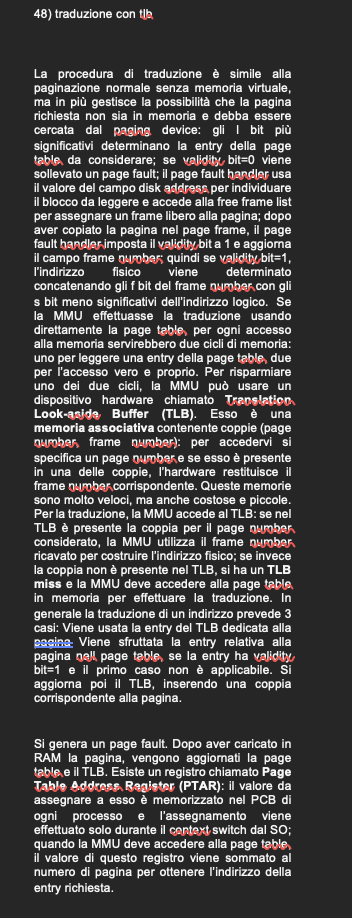 48) traduzione con tlb
La procedura di traduzione è simile alla
paginazione normale senza memoria virtuale,
ma in più gestisce la possibilità che la pagina
richiesta non sia in memoria e debba essere
cercata dal paging device: gli l bit più
significativi determinano la entry della page
table da considerare; se validity bit=0 viene
sollevato un page fault; il page fault handler usa
il valore del campo disk address per individuare
il blocco da leggere e accede alla free frame list
per assegnare un frame libero alla pagina; dopo
aver copiato la pagina nel page frame, il page
fault handler imposta il validity bit a 1 e aggiorna
il campo frame number; quindi se validity bit=1,
l'indirizzo fisico viene determinato
concatenando gli f bit del frame number con gli
s bit meno significativi dell'indirizzo logico. Se
la MMU effettuasse la traduzione usando
direttamente la page table, per ogni accesso
alla memoria servirebbero due cicli di memoria:
uno per leggere una entry della page table, due
per l'accesso vero e proprio. Per risparmiare
uno dei due cicli, la MMU può usare un
dispositivo hardware chiamato Translation
Look-aside Buffer (TLB). Esso è una
memoria associativa contenente coppie (page
number, frame number): per accedervi si
specifica un page number e se esso è presente
in una delle coppie, l'hardware restituisce il
frame number corrispondente. Queste memorie
sono molto veloci, ma anche costose e piccole.
Per la traduzione, la MMU accede al TLB: se nel
TLB è presente la coppia per il page number
considerato, la MMU utilizza il frame number
ricavato per costruire l'indirizzo fisico; se invece
la coppia non è presente nel TLB, si ha un TLB
miss e la MMU deve accedere alla page table
in memoria per effettuare la traduzione. In
generale la traduzione di un indirizzo prevede 3
casi: Viene usata la entry del TLB dedicata alla
pagina Viene sfruttata la entry relativa alla
pagina nell page table, se la entry ha validity
bit=1 e il primo caso non è applicabile. Si
aggiorna poi il TLB, inserendo una coppia
corrispondente alla pagina.
Si genera un page fault. Dopo aver caricato in
RAM la pagina, vengono aggiornati la page
table e il TLB. Esiste un registro chiamato Page
Table Address Register (PTAR): il valore da
assegnare a esso è memorizzato nel PCB di
ogni processo e l'assegnamento viene
effettuato solo durante il context switch dal SO;
quando la MMU deve accedere alla page table,
il valore di questo registro viene sommato al
numero di pagina per ottenere l'indirizzo della
entry richiesta.